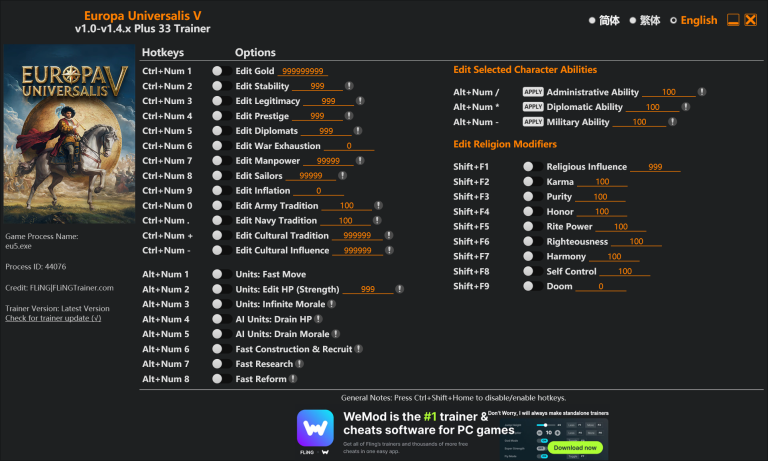 Europa Universalis V
v1.0-v1.4.x Plus 33 Trainer
简体 繁体 English
EUROPA UNIVERSALIS V
Game Process Name:
eu5.exe
Process ID: 44076
Credit: FLiNG|FLiNGTrainer.com
Trainer Version: Latest Version
Check for trainer update (√)
Hotkeys Options
Ctrl+Num 1 Edit Gold 999999999
Ctrl+Num 2 Edit Stability 999 !
Ctrl+Num 3 Edit Legitimacy 999 !
Ctrl+Num 4 Edit Prestige 999 !
Ctrl+Num 5 Edit Diplomats 999 !
Ctrl+Num 6 Edit War Exhaustion 0
Ctrl+Num 7 Edit Manpower 99999 !
Ctrl+Num 8 Edit Sailors 99999 !
Ctrl+Num 9 Edit Inflation 0
Ctrl+Num 0 Edit Army Tradition 100 !
Ctrl+Num . Edit Navy Tradition 100 !
Ctrl+Num + Edit Cultural Tradition 999999 !
Ctrl+Num - Edit Cultural Influence 999999 !
Alt+Num 1 Units: Fast Move
Alt+Num 2 Units: Edit HP (Strength) 999 !
Alt+Num 3 Units: Infinite Morale !
Alt+Num 4 AI Units: Drain HP !
Alt+Num 5 AI Units: Drain Morale !
Alt+Num 6 Fast Construction & Recruit !
Alt+Num 7 Fast Research !
Alt+Num 8 Fast Reform !
Edit Selected Character Abilities
Alt+Num / APPLY Administrative Ability 100 !
Alt+Num * APPLY Diplomatic Ability 100 !
Alt+Num - APPLY Military Ability 100 !
Edit Religion Modifiers
Shift+F1 Religious Influence 999
Shift+F2 Karma 100
Shift+F3 Purity 100
Shift+F4 Honor 100
Shift+F5 Rite Power 100
Shift+F6 Righteousness 100
Shift+F7 Harmony 100
Shift+F8 Self Control 100
Shift+F9 Doom 0
General Notes: Press Ctrl+Shift+Home to disable/enable hotkeys.
FLiNG × W
WeMod is the #1 trainer &
cheats software for PC games
Get all of Fling's trainers and thousands of more free
cheats in one easy app.
Don't Worry, I will always make standalone trainers
10
Download now